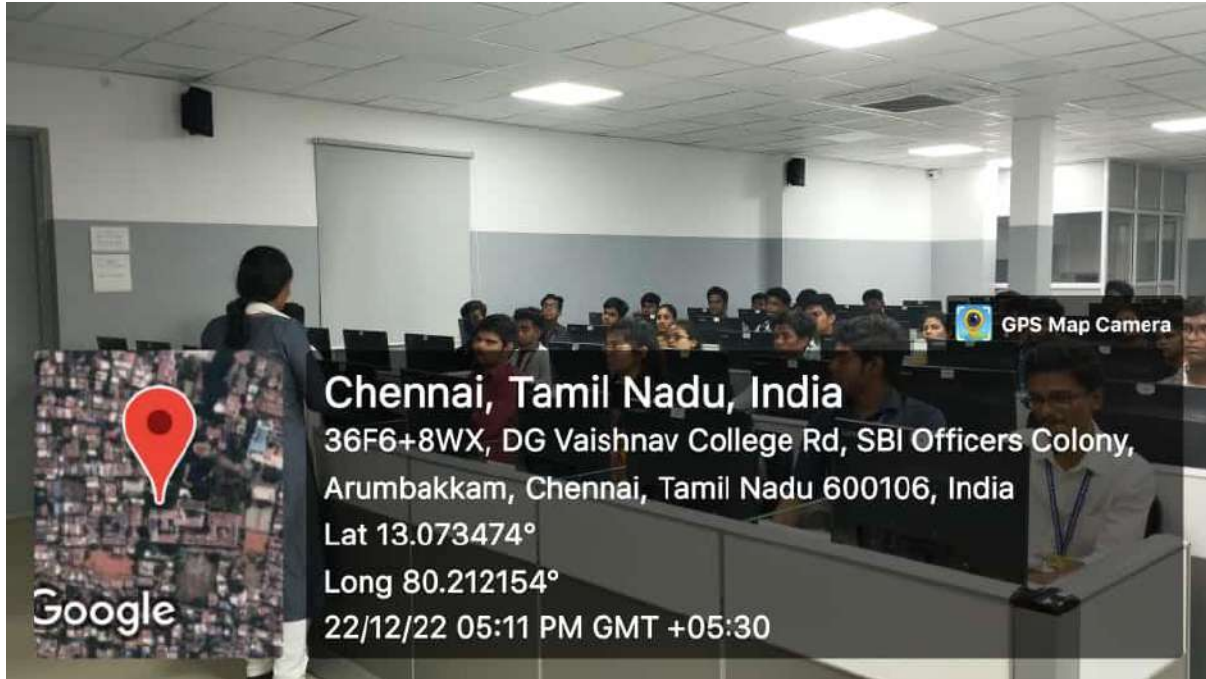 GPS Map Camera
Chennai, Tamil Nadu, India
36F6+8WX, DG Vaishnav College Rd, SBI Officers Colony,
Arumbakkam, Chennai, Tamil Nadu 600106, India
Lat 13.073474°
Long 80.212154°
22/12/22 05:11 PM GMT +05:30
Google